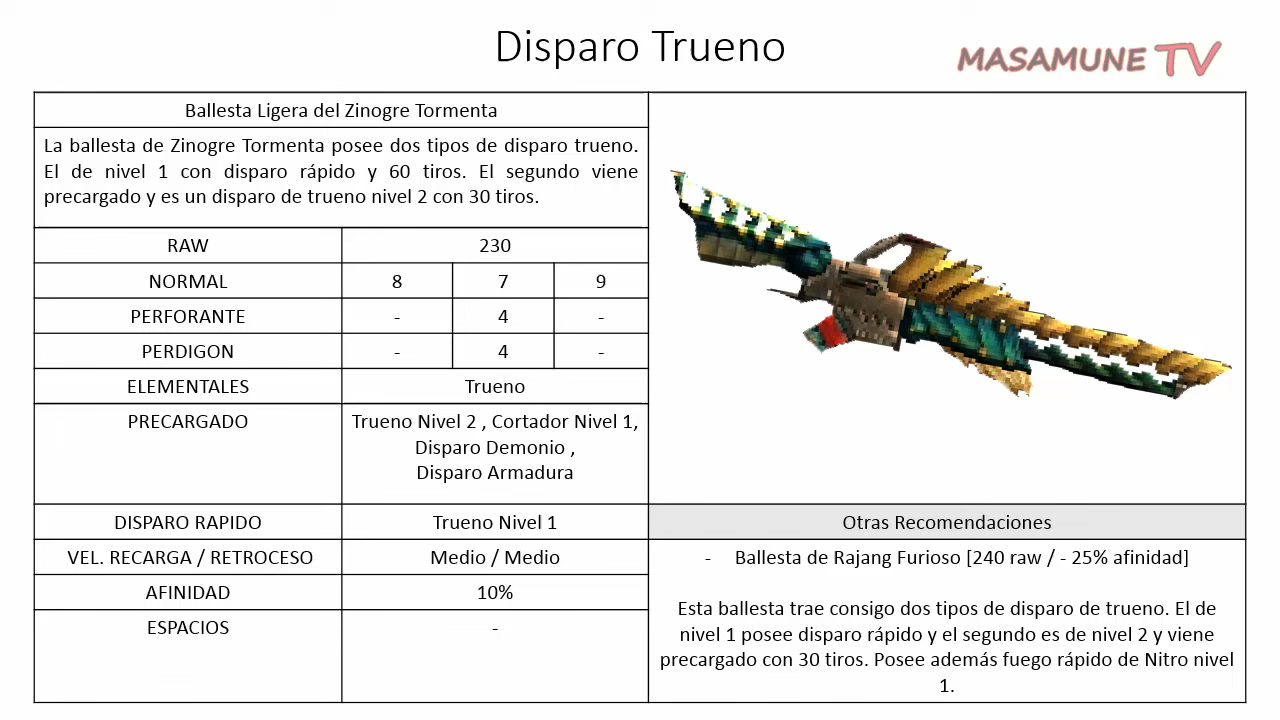 Disparo Trueno
MASAMUNE TV
Ballesta Ligera del Zinogre Tormenta
La ballesta de Zinogre Tormenta posee dos tipos de disparo trueno.
El de nivel 1 con disparo rápido y 60 tiros. El segundo viene
precargado y es un disparo de trueno nivel 2 con 30 tiros.
RAW 230
NORMAL 8 7 9
PERFORANTE - 4 -
PERDIGON - 4 -
ELEMENTALES Trueno
PRECARGADO Trueno Nivel 2 , Cortador Nivel 1,
Disparo Demonio ,
Disparo Armadura
DISPARO RAPIDO Trueno Nivel 1
VEL. RECARGA / RETROCESO Medio / Medio
AFINIDAD 10%
ESPACIOS -
Otras Recomendaciones
- Ballesta de Rajang Furioso [240 raw / - 25% afinidad]
Esta ballesta trae consigo dos tipos de disparo de trueno. El de
nivel 1 posee disparo rápido y el segundo es de nivel 2 y viene
precargado con 30 tiros. Posee además fuego rápido de Nitro nivel
1.